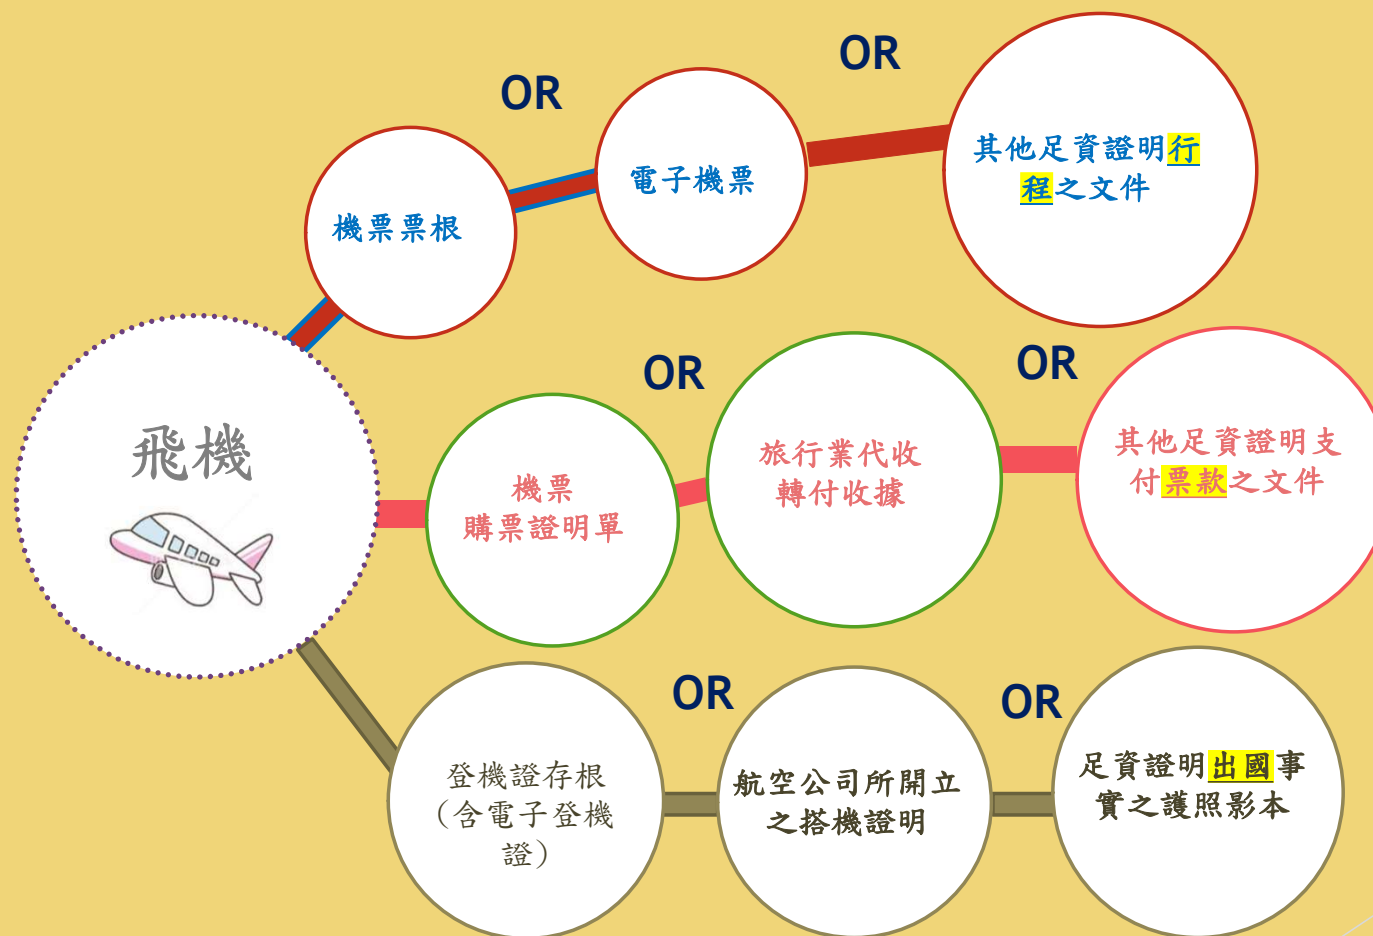 飛機
機票票根
OR
電子機票
OR
其他足資證明行
程之文件
機票
購票證明單
OR
旅行業代收
轉付收據
OR
其他足資證明支
付票款之文件
登機證存根
（含電子登機
證）
OR
航空公司所開立
之搭機證明
OR
足資證明出國事
實之護照影本